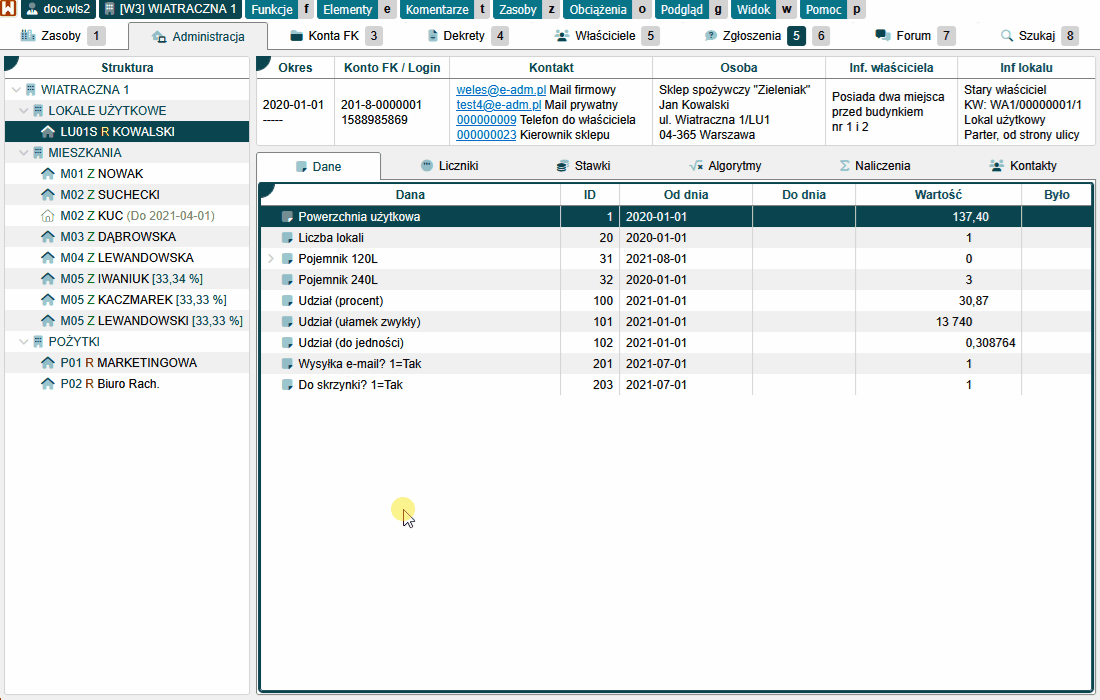 doc.wls2 [W3] WIATRACZNA 1 Funkcje f Elementy e Komentarze t Zasoby z Obciążenia o Podgląd g Widok w Pomoc p
Zasoby 1 Administracja Konta FK 3 Dekrety 4 Właściciele 5 Zgłoszenia 5 6 Forum 7 Szukaj 8
Struktura
WIATRACZNA 1
LOKALE UŻYTKOWE
LU01S R KOWALSKI
MIESZKANIA
M01 Z NOWAK
M02 Z SUCHECKI
M02 Z KUC (Do 2021-04-01)
M03 Z DĄBROWSKA
M04 Z LEWANDOWSKA
M05 Z IWANIUK [33,34 %]
M05 Z KACZMAREK [33,33 %]
M05 Z LEWANDOWSKI [33,33 %]
POŻYTKI
P01 R MARKETINGOWA
P02 R Biuro Rach.
Okres Konto FK / Login Kontakt Osoba Inf. właściciela Inf lokalu
2020-01-01
-----
201-8-0000001
1588985869
weles@e-adm.pl Mail firmowy
test4@e-adm.pl Mail prywatny
000000009 Telefon do właściciela
000000023 Kierownik sklepu
Sklep spożywczy "Zieleniak"
Jan Kowalski
ul. Wiatraczna 1/LU1
04-365 Warszawa
Posiada dwa miejsca
przed budynkiem
nr 1 i 2
Stary właściciel
KW: WA1/00000001/1
Lokal użytkowy
Parter, od strony ulicy
Dane Liczniki Stawki Algorytmy Naliczenia Kontakty
Dana ID Od dnia Do dnia Wartość Było
Powierzchnia użytkowa 1 2020-01-01 137,40
Liczba lokali 20 2020-01-01 1
Pojemnik 120L 31 2021-08-01 0
Pojemnik 240L 32 2020-01-01 3
Udział (procent) 100 2021-01-01 30,87
Udział (ułamek zwykły) 101 2021-01-01 13 740
Udział (do jedności) 102 2021-01-01 0,308764
Wysyłka e-mail? 1=Tak 201 2021-07-01 1
Do skrzynki? 1=Tak 203 2021-07-01 1